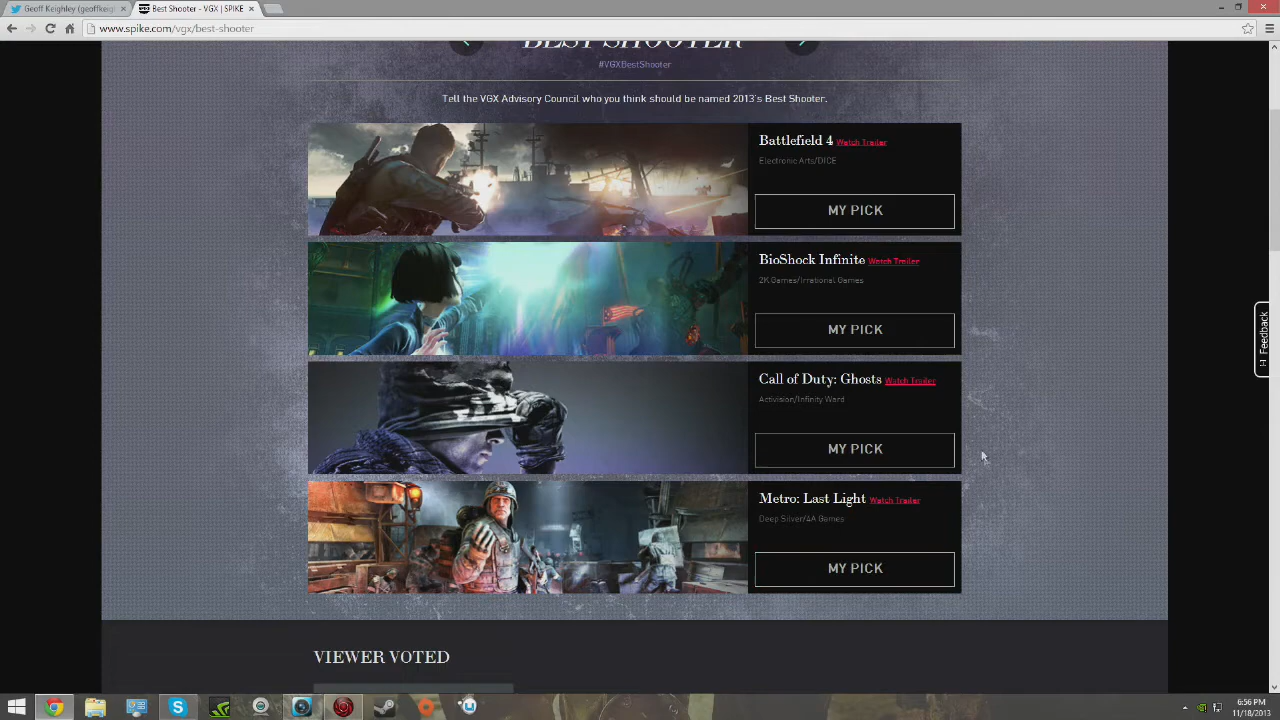 Geoff Keighley (geoffkeigh
Best Shooter - VGX | SPIKE
www.spike.com/vgx/best-shooter
BEST SHOOTER
#VGXBestShooter
Tell the VGX Advisory Council who you think should be named 2013's Best Shooter.
Battlefield 4 Watch Trailer
Electronic Arts/DICE
MY PICK
BioShock Infinite Watch Trailer
2K Games/Irrational Games
MY PICK
Call of Duty: Ghosts Watch Trailer
Activision/Infinity Ward
MY PICK
Metro: Last Light Watch Trailer
Deep Silver/4A Games
MY PICK
Feedback
VIEWER VOTED
6:56 PM
11/18/2013